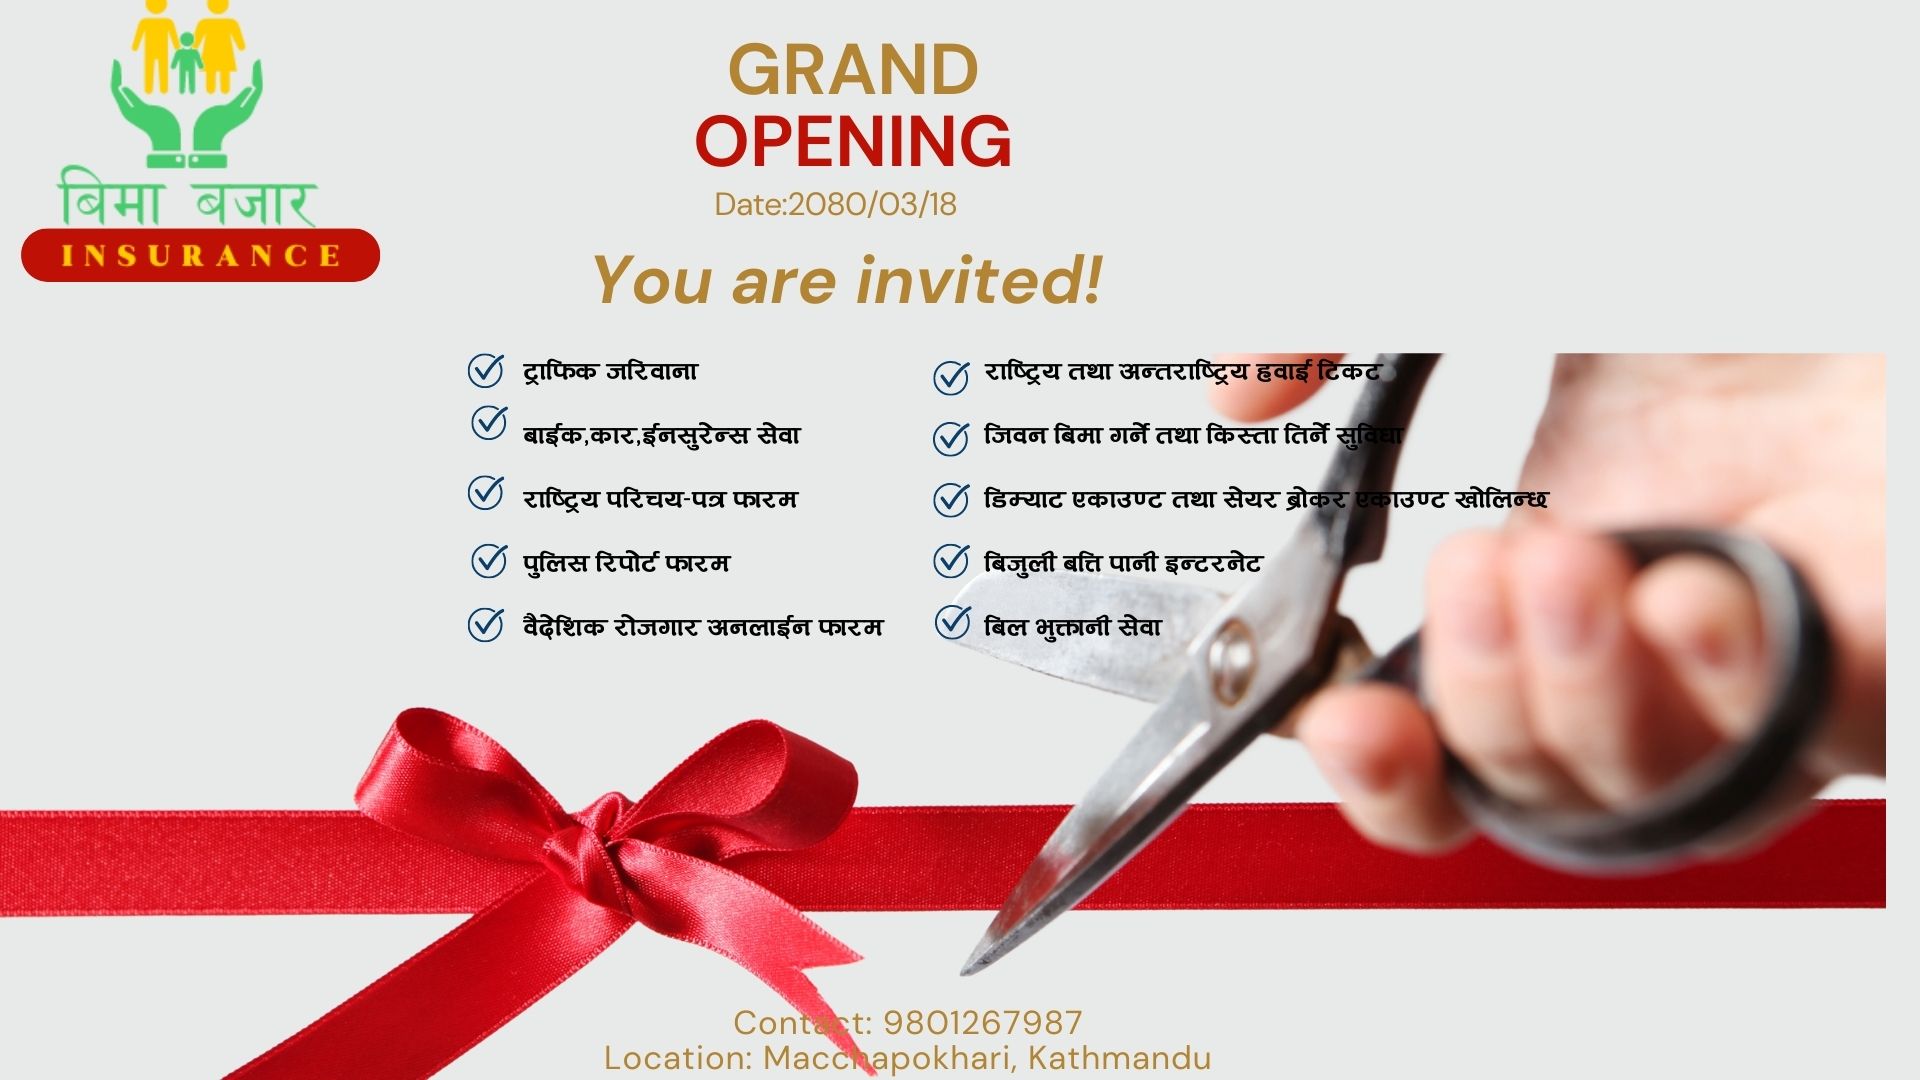 बिमा बजार
INSURANCE
GRAND
OPENING
Date:2080/03/18
You are invited!
ट्राफिक जरिवाना
बाईक,कार,ईनसुरेन्स सेवा
राष्ट्रिय परिचय-पत्र फारम
पुलिस रिपोर्ट फारम
वैदेशिक रोजगार अनलाईन फारम
राष्ट्रिय तथा अन्तराष्ट्रिय हवाई टिकट
जिवन बिमा गर्ने तथा किस्ता तिर्ने सुविधा
डिम्याट एकाउण्ट तथा सेयर ब्रोकर एकाउण्ट खोलिन्छ
बिजुली बत्ति पानी इन्टरनेट
बिल भुक्तानी सेवा
Contact: 9801267987
Location: Macchapokhari, Kathmandu